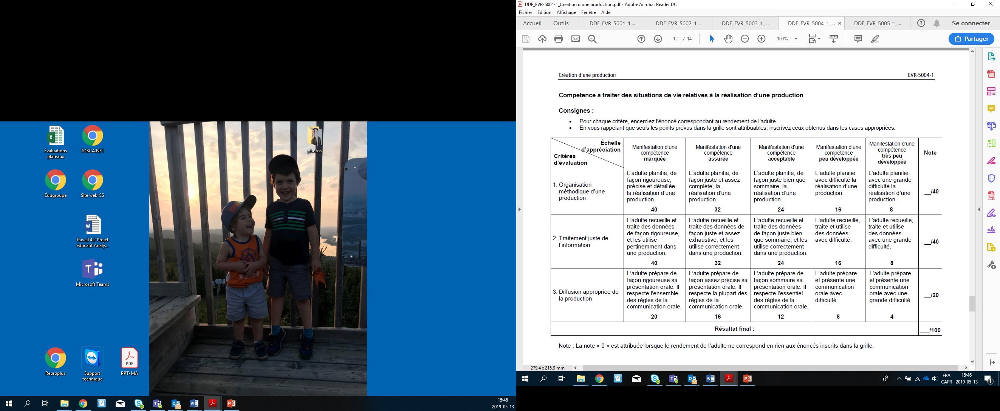 Évaluations
plateaux
TOSCA.NET
photos
Édugroupe
Site web CS
Travail 4.2 Projet
éducatif Analy...
Microsoft Teams
Reproplus
Support
technique
PDF
PPT-MA
15:46
2019-05-13
DDE_EVR-5004-1_Creation d'une production.pdf - Adobe Acrobat Reader DC
Fichier Edition Affichage Fenêtre Aide
Accueil Outils DDE_EVR-5001-1_... DDE_EVR-5002-1_... DDE_EVR-5003-1_... DDE_EVR-5004-1_... × DDE_EVR-5005-1_... Se connecter
12 / 14 100% Partager
Création d'une production EVR-5004-1
Compétence à traiter des situations de vie relatives à la réalisation d'une production
Consignes :
• Pour chaque critère, encerclez l'énoncé correspondant au rendement de l'adulte.
• En vous rappelant que seuls les points prévus dans la grille sont attribuables, inscrivez ceux obtenus dans les cases appropriées.
Échelle
d'appréciation
Critères
d'évaluation
Manifestation d'une
compétence
marquée
Manifestation d'une
compétence
assurée
Manifestation d'une
compétence
acceptable
Manifestation d'une
compétence
peu développée
Manifestation d'une
compétence
très peu
développée
Note
1. Organisation
méthodique d'une
production
L'adulte planifie, de
façon rigoureuse,
précise et détaillée,
la réalisation d'une
production.
40
L'adulte planifie, de
façon juste et assez
complète, la
réalisation d'une
production.
32
L'adulte planifie, de
façon juste bien que
sommaire, la
réalisation d'une
production.
24
L'adulte planifie
avec difficulté la
réalisation d'une
production.
16
L'adulte planifie
avec une grande
difficulté la
réalisation d'une
production.
8
__/40
2. Traitement juste de
l'information
L'adulte recueille et
traite des données
de façon rigoureuse,
et les utilise
pertinemment dans
une production.
40
L'adulte recueille et
traite des données de
façon juste et assez
exhaustive, et les
utilise correctement
dans une production.
32
L'adulte recueille et
traite des données
de façon juste bien
que sommaire, et les
utilise correctement
dans une production.
24
L'adulte recueille,
traite et utilise
des données
avec difficulté.
16
L'adulte recueille,
traite et utilise
des données
avec une grande
difficulté.
8
__/40
3. Diffusion appropriée de
la production
L'adulte prépare de
façon rigoureuse sa
présentation orale. Il
respecte l'ensemble
des règles de la
communication orale.
20
L'adulte prépare de
façon assez précise sa
présentation orale. Il
respecte la plupart des
règles de la
communication orale.
16
L'adulte prépare de
façon sommaire sa
présentation orale. Il
respecte l'essentiel
des règles de la
communication orale.
12
L'adulte prépare
et présente une
communication
orale avec
difficulté.
8
L'adulte prépare
et présente une
communication
orale avec une
grande difficulté.
4
__/20
Résultat final :
___/100
Note : La note « 0 » est attribuée lorsque le rendement de l'adulte ne correspond en rien aux énoncés inscrits dans la grille.
279,4 x 215,9 mm
FRA
CAFR
15:46
2019-05-13
1